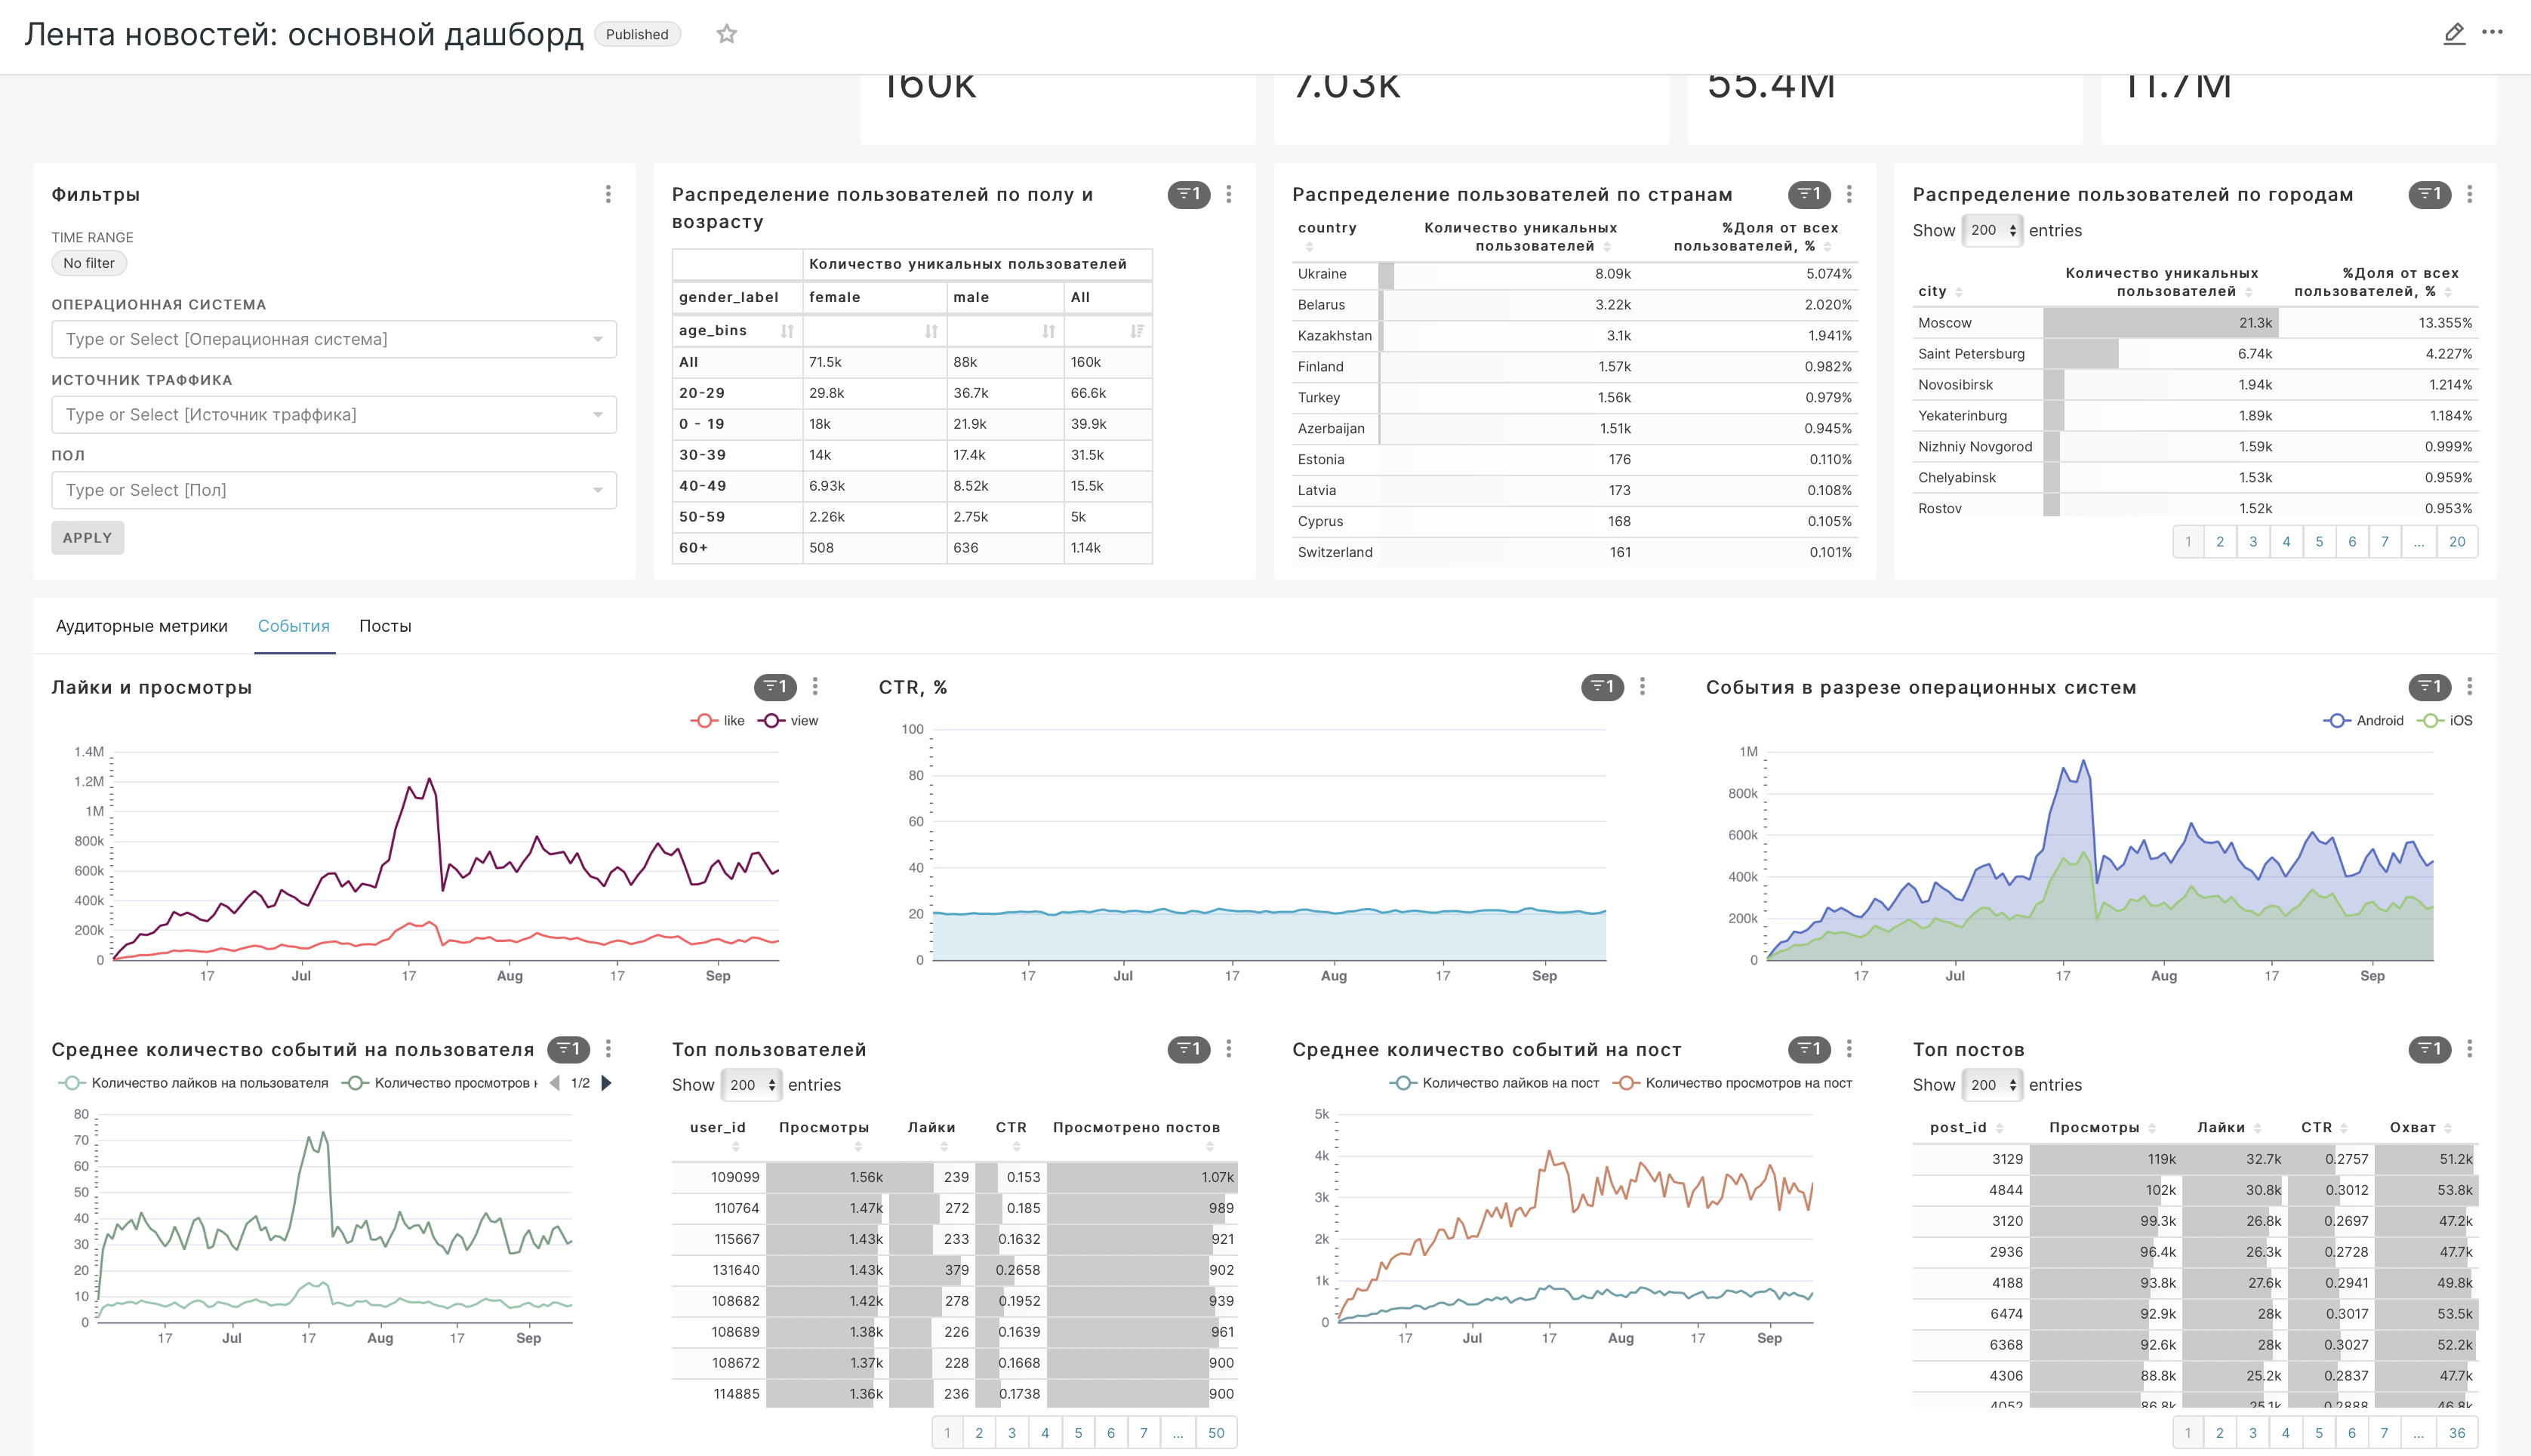 Лента новостей: основной дашборд Published
160k 7.03k 55.4M 11.7M
Фильтры
TIME RANGE
No filter
ОПЕРАЦИОННАЯ СИСТЕМА
Type or Select [Операционная система]
ИСТОЧНИК ТРАФФИКА
Type or Select [Источник траффика]
ПОЛ
Type or Select [Пол]
APPLY
Распределение пользователей по полу и
возрасту
1
Количество уникальных пользователей
gender_label female male All
age_bins
All 71.5k 88k 160k
20-29 29.8k 36.7k 66.6k
0 - 19 18k 21.9k 39.9k
30-39 14k 17.4k 31.5k
40-49 6.93k 8.52k 15.5k
50-59 2.26k 2.75k 5k
60+ 508 636 1.14k
Распределение пользователей по странам
1
country Количество уникальных пользователей %Доля от всех пользователей, %
Ukraine 8.09k 5.074%
Belarus 3.22k 2.020%
Kazakhstan 3.1k 1.941%
Finland 1.57k 0.982%
Turkey 1.56k 0.979%
Azerbaijan 1.51k 0.945%
Estonia 176 0.110%
Latvia 173 0.108%
Cyprus 168 0.105%
Switzerland 161 0.101%
Распределение пользователей по городам
1
Show 200 entries
city Количество уникальных пользователей %Доля от всех пользователей, %
Moscow 21.3k 13.355%
Saint Petersburg 6.74k 4.227%
Novosibirsk 1.94k 1.214%
Yekaterinburg 1.89k 1.184%
Nizhniy Novgorod 1.59k 0.999%
Chelyabinsk 1.53k 0.959%
Rostov 1.52k 0.953%
1 2 3 4 5 6 7 ... 20
Аудиторные метрики События Посты
Лайки и просмотры
1
like view
1.4M
1.2M
1M
800k
600k
400k
200k
0
17 Jul 17 Aug 17 Sep
CTR, %
1
100
80
60
40
20
0
17 Jul 17 Aug 17 Sep
События в разрезе операционных систем
1
Android iOS
1M
800k
600k
400k
200k
0
17 Jul 17 Aug 17 Sep
Среднее количество событий на пользователя
1
Количество лайков на пользователя Количество просмотров 1/2
80
70
60
50
40
30
20
10
0
17 Jul 17 Aug 17 Sep
Топ пользователей
1
Show 200 entries
user_id Просмотры Лайки CTR Просмотрено постов
109099 1.56k 239 0.153 1.07k
110764 1.47k 272 0.185 989
115667 1.43k 233 0.1632 921
131640 1.43k 379 0.2658 902
108682 1.42k 278 0.1952 939
108689 1.38k 226 0.1639 961
108672 1.37k 228 0.1668 900
114885 1.36k 236 0.1738 900
1 2 3 4 5 6 7 ... 50
Среднее количество событий на пост
1
Количество лайков на пост Количество просмотров на пост
5k
4k
3k
2k
1k
0
17 Jul 17 Aug 17 Sep
Топ постов
1
Show 200 entries
post_id Просмотры Лайки CTR Охват
3129 119k 32.7k 0.2757 51.2k
4844 102k 30.8k 0.3012 53.8k
3120 99.3k 26.8k 0.2697 47.2k
2936 96.4k 26.3k 0.2728 47.7k
4188 93.8k 27.6k 0.2941 49.8k
6474 92.9k 28k 0.3017 53.5k
6368 92.6k 28k 0.3027 52.2k
4306 88.8k 25.2k 0.2837 47.7k
4052 86.8k 25.1k 0.2888 46.8k
1 2 3 4 5 6 7 ... 36